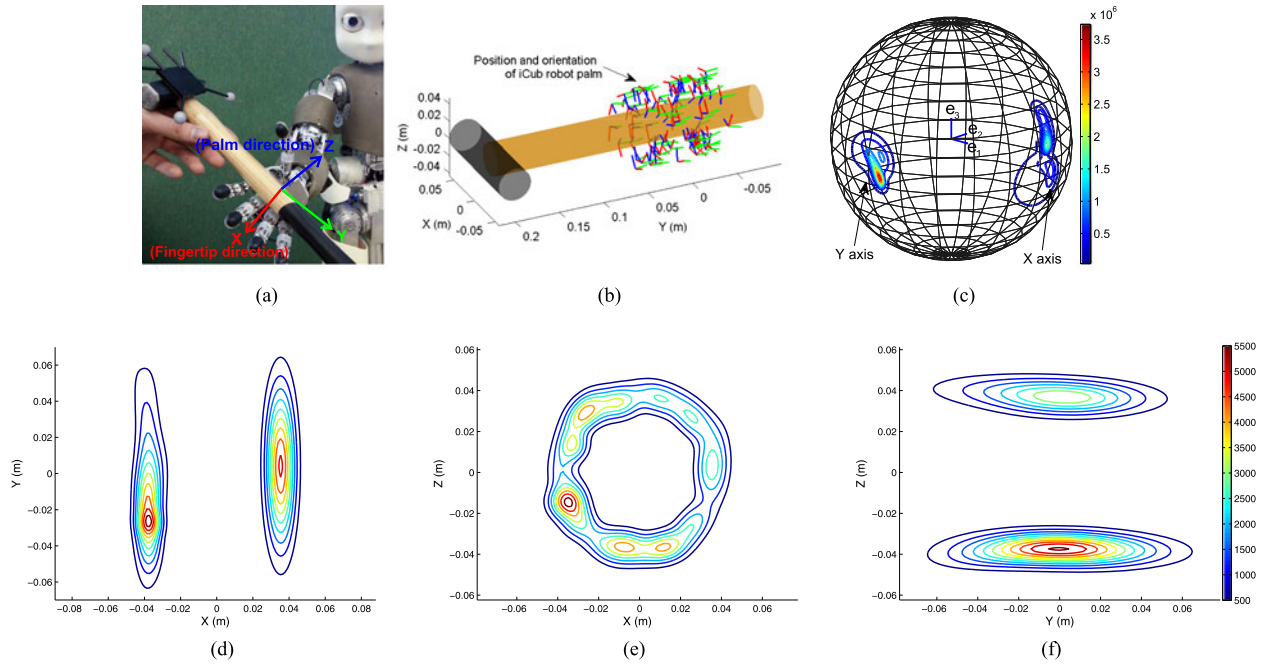 (Palm direction)
Z
X
Y
(Fingertip direction)
(a)
Position and orientation
of iCub robot palm
0.04
0.02
0
-0.02
-0.04
Z (m)
0.05
0
-0.05
X (m)
0.2
0.15
0.1
0.05
0
-0.05
Y (m)
(b)
e3
e2
e1
Y axis
X axis
x 10^6
3.5
3
2.5
2
1.5
1
0.5
(c)
0.06
0.04
0.02
0
−0.02
−0.04
−0.06
Y (m)
−0.08 −0.06 −0.04 −0.02 0 0.02 0.04 0.06 0.08
X (m)
(d)
0.06
0.04
0.02
0
−0.02
−0.04
−0.06
Z (m)
−0.06 −0.04 −0.02 0 0.02 0.04 0.06
X (m)
(e)
0.06
0.04
0.02
0
−0.02
−0.04
−0.06
Z (m)
−0.06 −0.04 −0.02 0 0.02 0.04 0.06
Y (m)
5500
5000
4500
4000
3500
3000
2500
2000
1500
1000
500
(f)